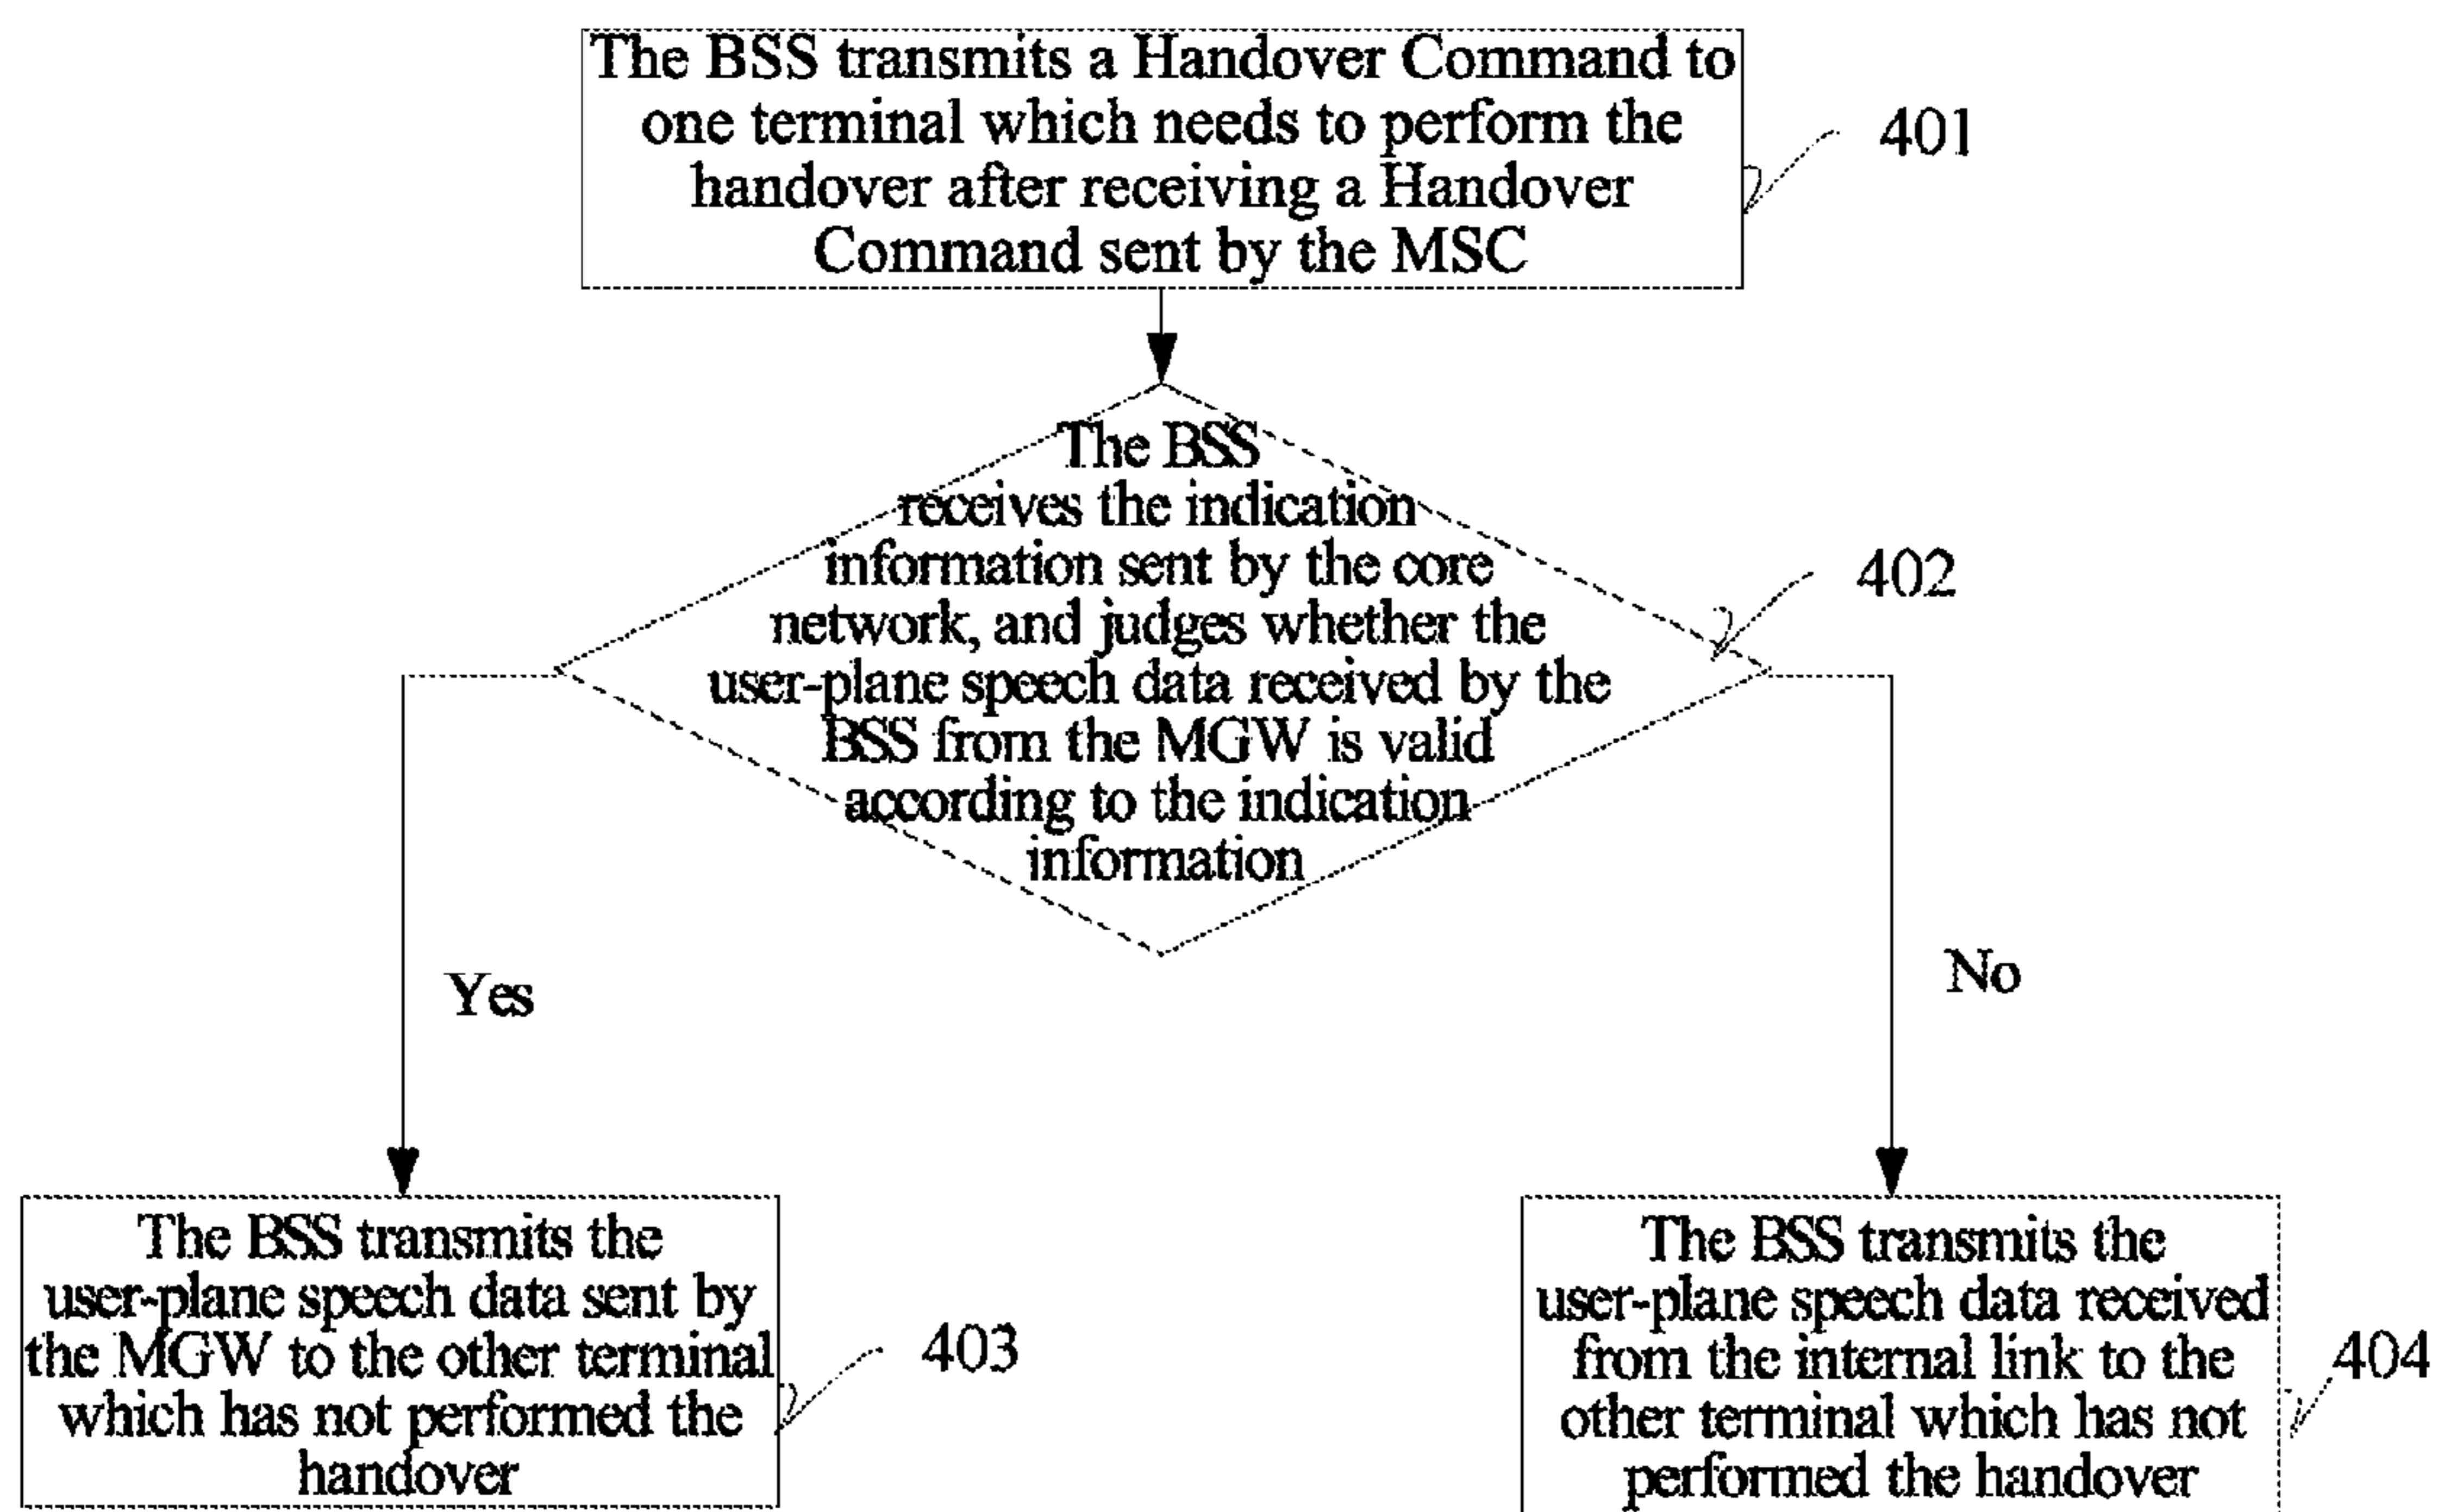 The BSS transmits a Handover Command to
one terminal which needs to perform the
handover after receiving a Handover
Command sent by the MSC
401
The BSS
receives the indication
information sent by the core
network, and judges whether the
user-plane speech data received by the
BSS from the MGW is valid
according to the indication
information
402
Yes
No
The BSS transmits the
user-plane speech data sent by
the MGW to the other terminal
which has not performed the
handover
403
The BSS transmits the
user-plane speech data received
from the internal link to the
other terminal which has not
performed the handover
404